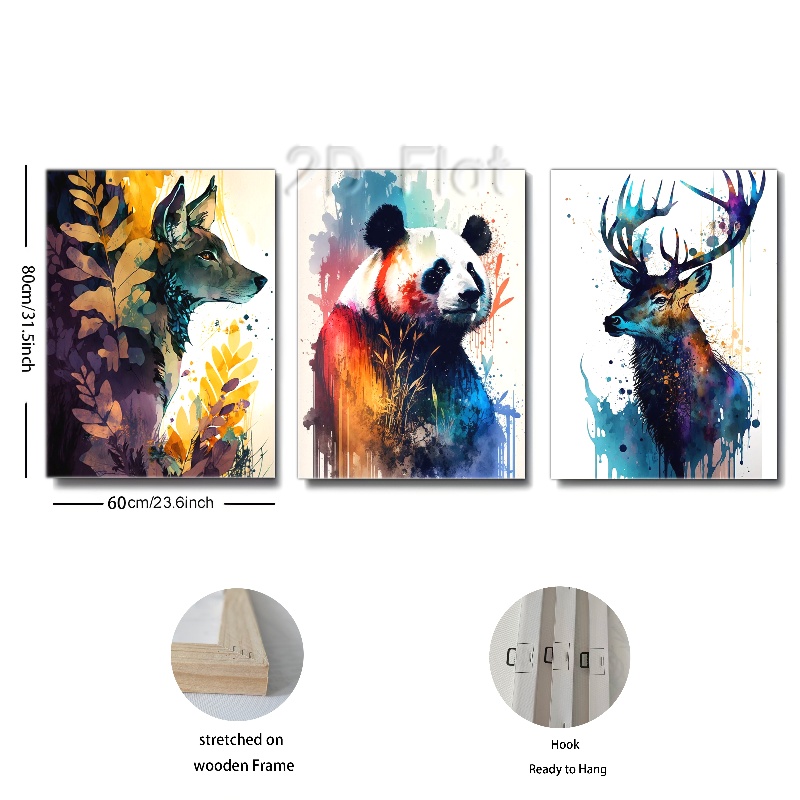 2D Flat
80cm/31.5inch
60cm/23.6inch
stretched on
wooden Frame
Hook
Ready to Hang